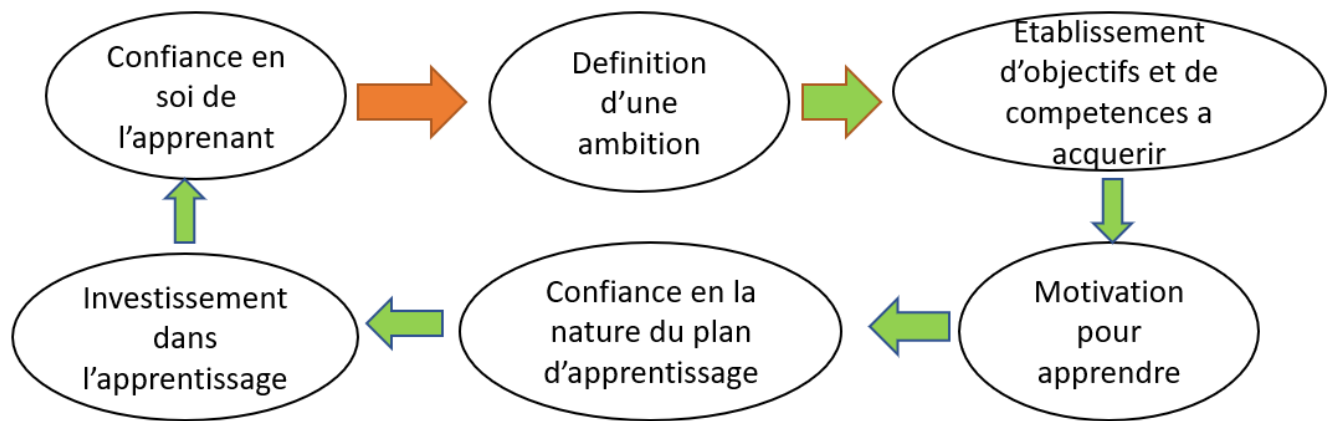 Confiance en
soi de
l’apprenant
Definition
d’une
ambition
Etablissement
d’objectifs et de
competences a
acquerir
Motivation
pour
apprendre
Confiance en la
nature du plan
d’apprentissage
Investissement
dans
l’apprentissage